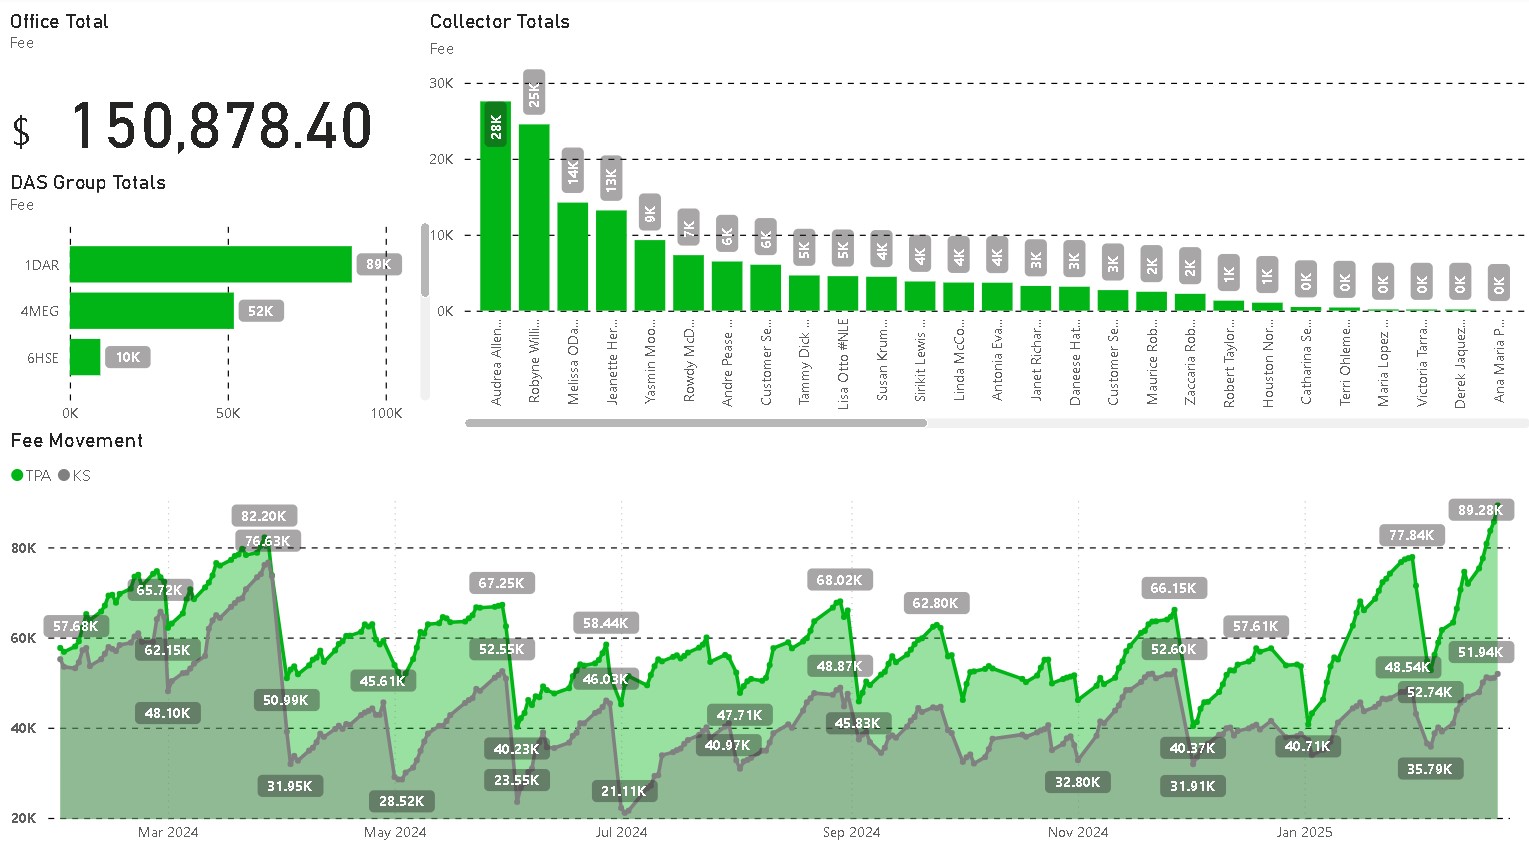 Office Total
Fee
$ 150,878.40
DAS Group Totals
Fee
1DAR 89K
4MEG 52K
6HSE 10K
0K 50K 100K
Collector Totals
Fee
30K
20K
10K
0K
28K 25K 14K 13K 9K 7K 6K 6K 5K 5K 4K 4K 4K 4K 3K 3K 3K 2K 2K 1K 1K 0K 0K 0K 0K 0K 0K
Audrea Allen...
Robyne Willi...
Melissa ODa...
Jeanette Her...
Yasmin Moo...
Rowdy McD...
Andre Pease ...
Customer Se...
Tammy Dick ...
Lisa Otto #NLE
Susan Krum...
Sirikit Lewis ...
Linda McCo...
Antonia Eva...
Janet Richar...
Daneese Hat...
Customer Se...
Maurice Rob...
Zaccaria Rob...
Robert Taylor...
Houston Nor...
Catharina Se...
Terri Ohleme...
Maria Lopez ...
Victoria Tarra...
Derek Jaquez...
Ana Maria P...
Fee Movement
TPA KS
80K
60K
40K
20K
57.68K
65.72K
62.15K
48.10K
82.20K
76.63K
50.99K
31.95K
45.61K
28.52K
67.25K
52.55K
40.23K
23.55K
58.44K
46.03K
21.11K
47.71K
40.97K
68.02K
48.87K
45.83K
62.80K
32.80K
66.15K
52.60K
40.37K
31.91K
57.61K
40.71K
77.84K
48.54K
52.74K
35.79K
89.28K
51.94K
Mar 2024 May 2024 Jul 2024 Sep 2024 Nov 2024 Jan 2025